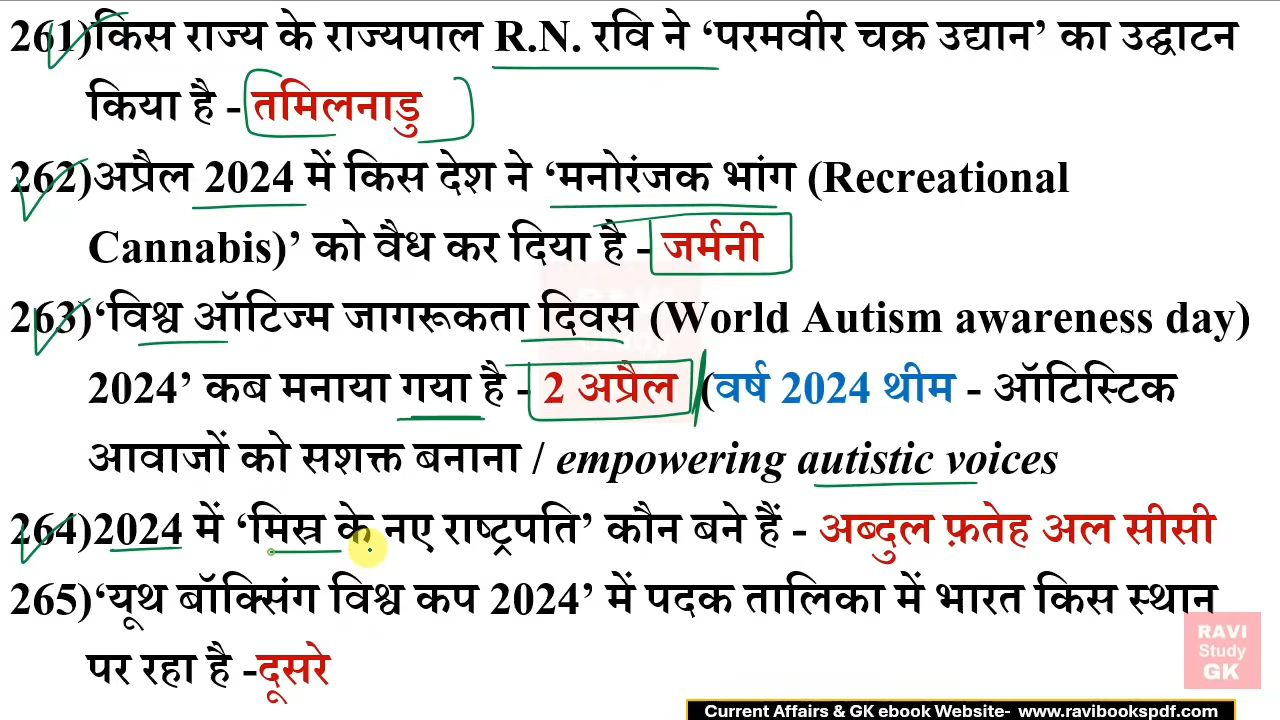 261)किस राज्य के राज्यपाल R.N. रवि ने ‘परमवीर चक्र उद्यान’ का उद्घाटन
किया है - तमिलनाडु
262)अप्रैल 2024 में किस देश ने ‘मनोरंजक भांग (Recreational
Cannabis)’ को वैध कर दिया है - जर्मनी
263)‘विश्व ऑटिज्म जागरूकता दिवस (World Autism awareness day)
2024’ कब मनाया गया है - 2 अप्रैल (वर्ष 2024 थीम - ऑटिस्टिक
आवाजों को सशक्त बनाना / empowering autistic voices
264)2024 में ‘मिस्र के नए राष्ट्रपति’ कौन बने हैं - अब्दुल फ़तेह अल सीसी
265)‘यूथ बॉक्सिंग विश्व कप 2024’ में पदक तालिका में भारत किस स्थान
पर रहा है -दूसरे
RAVI
Study
GK
Current Affairs & GK ebook Website- www.ravibookspdf.com